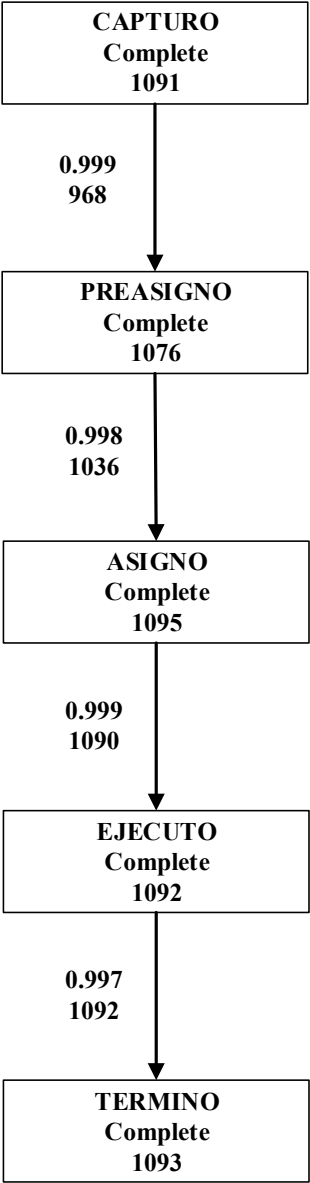 CAPTURO
Complete
1091
0.999
968
PREASIGNO
Complete
1076
0.998
1036
ASIGNO
Complete
1095
0.999
1090
EJECUTO
Complete
1092
0.997
1092
TERMINO
Complete
1093